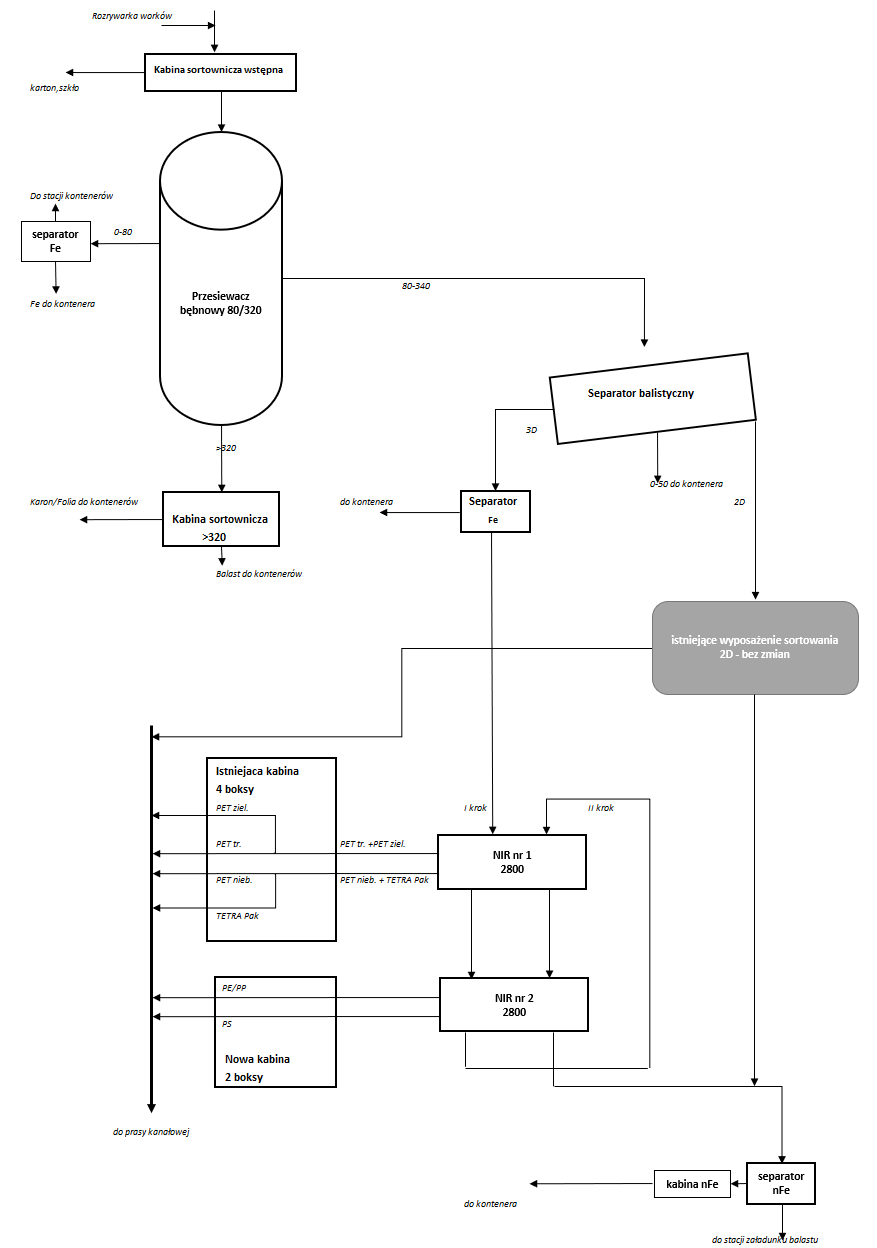 Rozrywarka worków
Kabina sortownicza wstępna
karton,szkło
Do stacji kontenerów
separator
Fe
0-80
Fe do kontenera
Przesiewacz
bębnowy 80/320
80-340
Separator balistyczny
3D
>320
0-50 do kontenera
2D
Karon/Folia do kontenerów
Kabina sortownicza
>320
Balast do kontenerów
do kontenera
Separator
Fe
istniejące wyposażenie sortowania
2D - bez zmian
Istniejaca kabina
4 boksy
PET ziel.
I krok
II krok
PET tr.
PET tr. +PET ziel.
NIR nr 1
2800
PET nieb.
PET nieb. + TETRA Pak
TETRA Pak
PE/PP
NIR nr 2
2800
PS
Nowa kabina
2 boksy
do prasy kanałowej
separator
nFe
kabina nFe
do kontenera
do stacji załadunku balastu